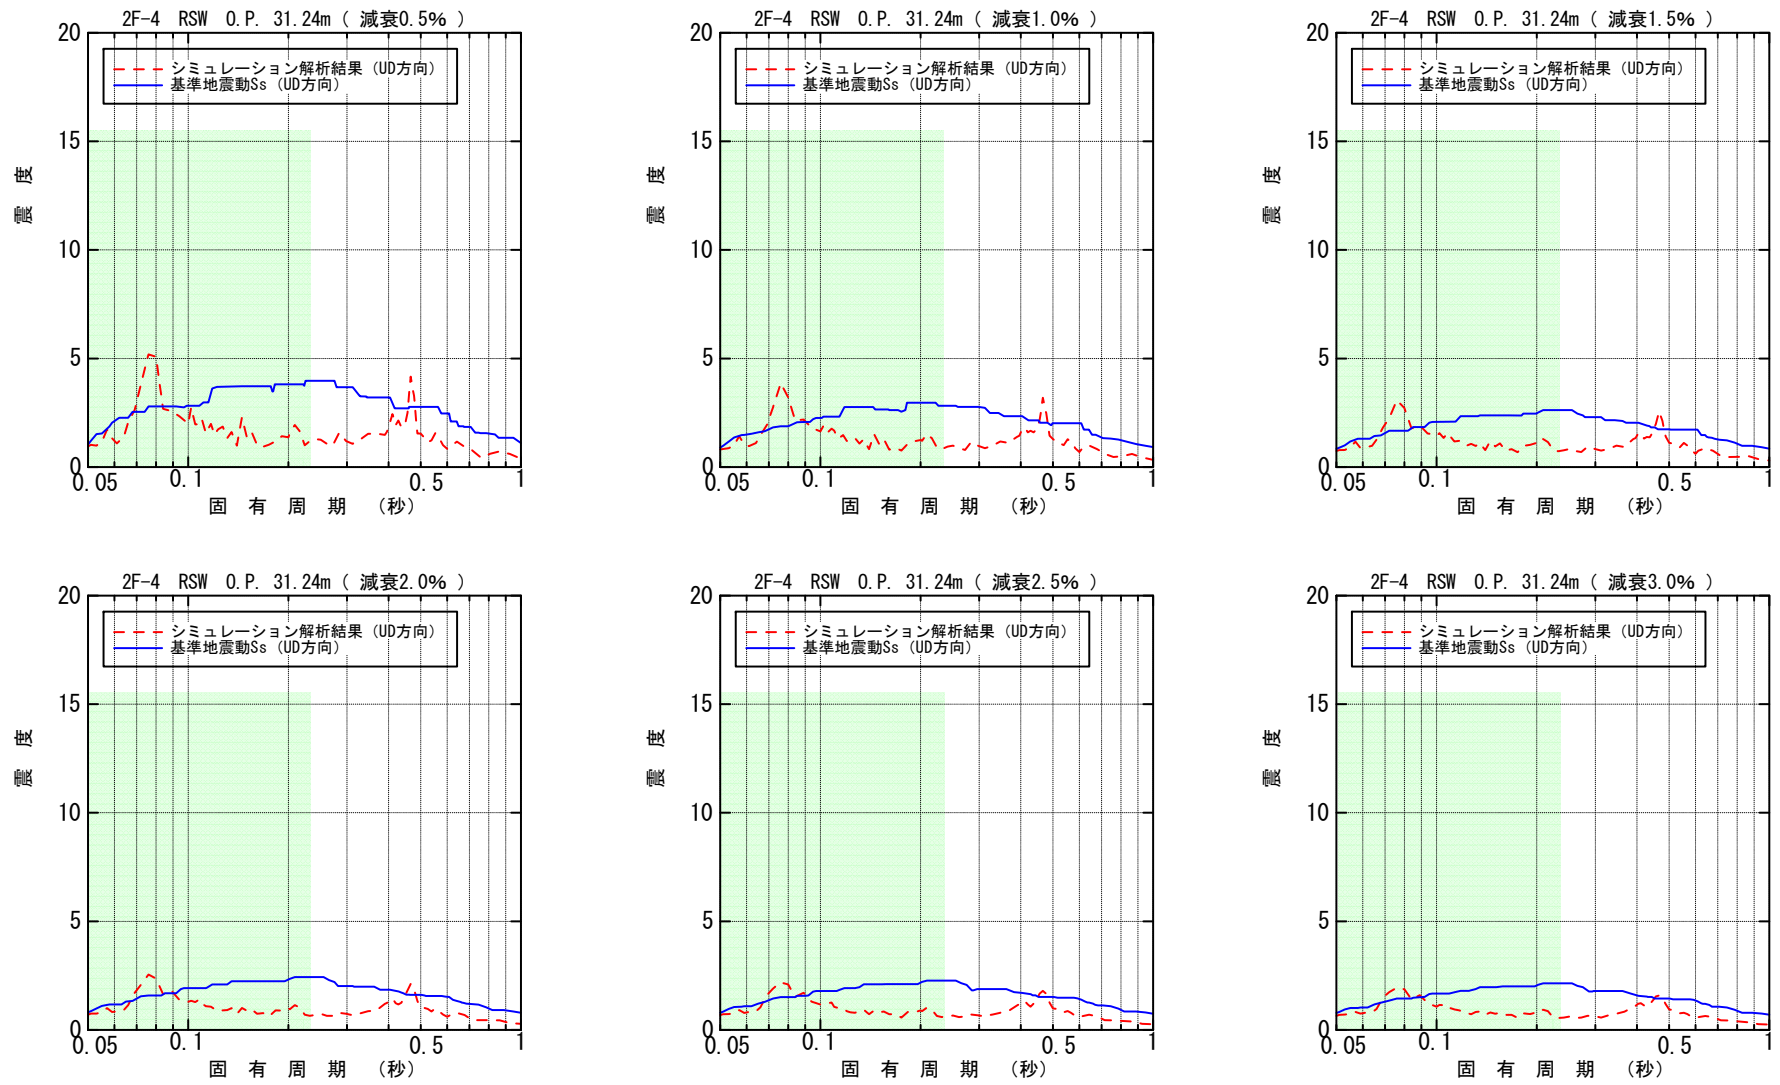 2F-4 RSW O.P. 31.24m ( 減衰0.5% )
20
15
10
5
0
震度
シミュレーション解析結果 (UD方向)
基準地震動Ss (UD方向)
0.05 0.1 0.5 1
固有周期 (秒)
2F-4 RSW O.P. 31.24m ( 減衰1.0% )
20
15
10
5
0
震度
シミュレーション解析結果 (UD方向)
基準地震動Ss (UD方向)
0.05 0.1 0.5 1
固有周期 (秒)
2F-4 RSW O.P. 31.24m ( 減衰1.5% )
20
15
10
5
0
震度
シミュレーション解析結果 (UD方向)
基準地震動Ss (UD方向)
0.05 0.1 0.5 1
固有周期 (秒)
2F-4 RSW O.P. 31.24m ( 減衰2.0% )
20
15
10
5
0
震度
シミュレーション解析結果 (UD方向)
基準地震動Ss (UD方向)
0.05 0.1 0.5 1
固有周期 (秒)
2F-4 RSW O.P. 31.24m ( 減衰2.5% )
20
15
10
5
0
震度
シミュレーション解析結果 (UD方向)
基準地震動Ss (UD方向)
0.05 0.1 0.5 1
固有周期 (秒)
2F-4 RSW O.P. 31.24m ( 減衰3.0% )
20
15
10
5
0
震度
シミュレーション解析結果 (UD方向)
基準地震動Ss (UD方向)
0.05 0.1 0.5 1
固有周期 (秒)